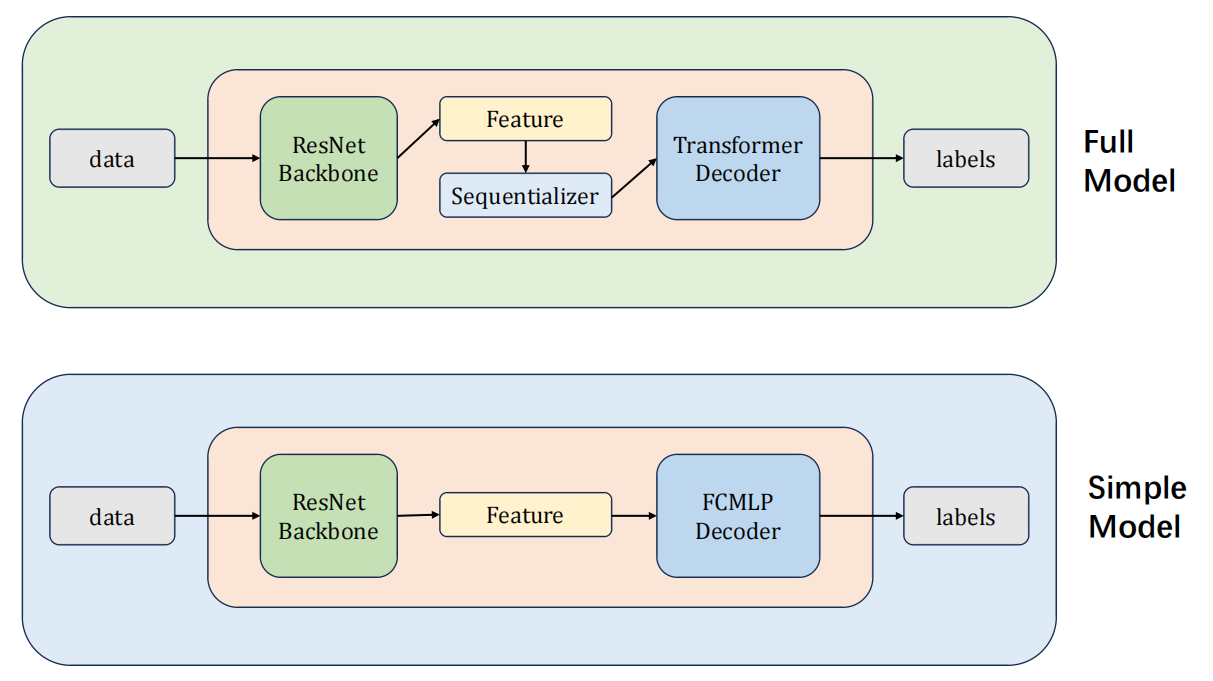 data
ResNet
Backbone
Feature
Sequentializer
Transformer
Decoder
labels
Full
Model
data
ResNet
Backbone
Feature
FCMLP
Decoder
labels
Simple
Model